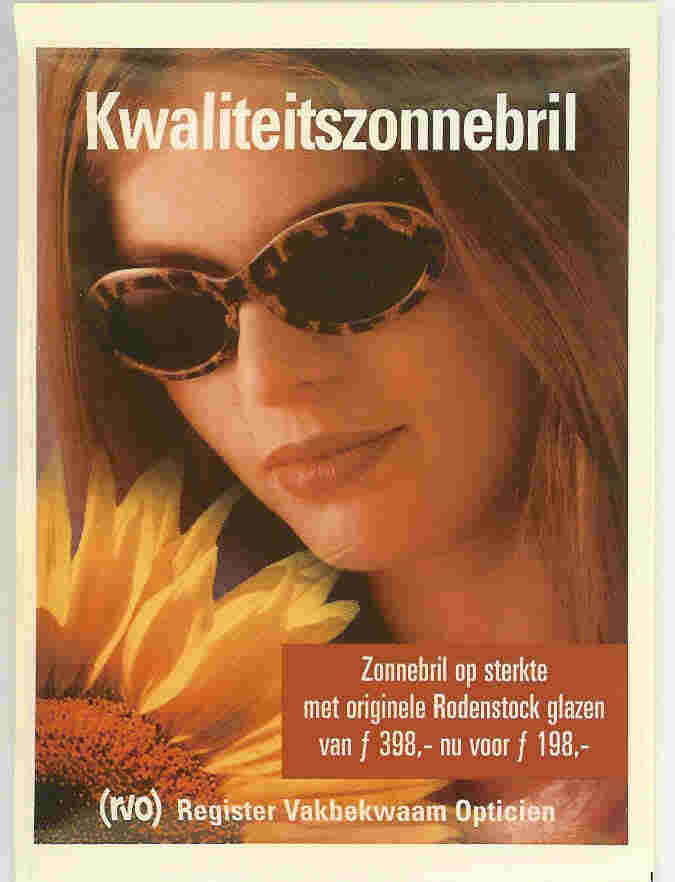 Kwaliteitszonnebril
Zonnebril op sterkte
met originele Rodenstock glazen
van ƒ 398,- nu voor ƒ 198,-
(rvo) Register Vakbekwaam Opticien